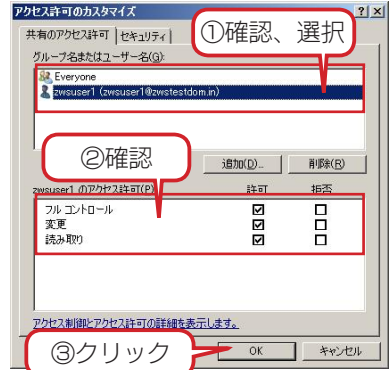 アクセス許可のカスタマイズ
共有のアクセス許可 セキュリティ
①確認、選択
グループ名またはユーザー名(G):
Everyone
zwsuser1 (zwsuser1@zwstestdom.in)
②確認
追加(D)... 削除(R)
zwsuser1 のアクセス許可(P) 許可 拒否
フル コントロール
変更
読み取り
アクセス制御とアクセス許可の詳細を表示します。
③クリック
OK キャンセル